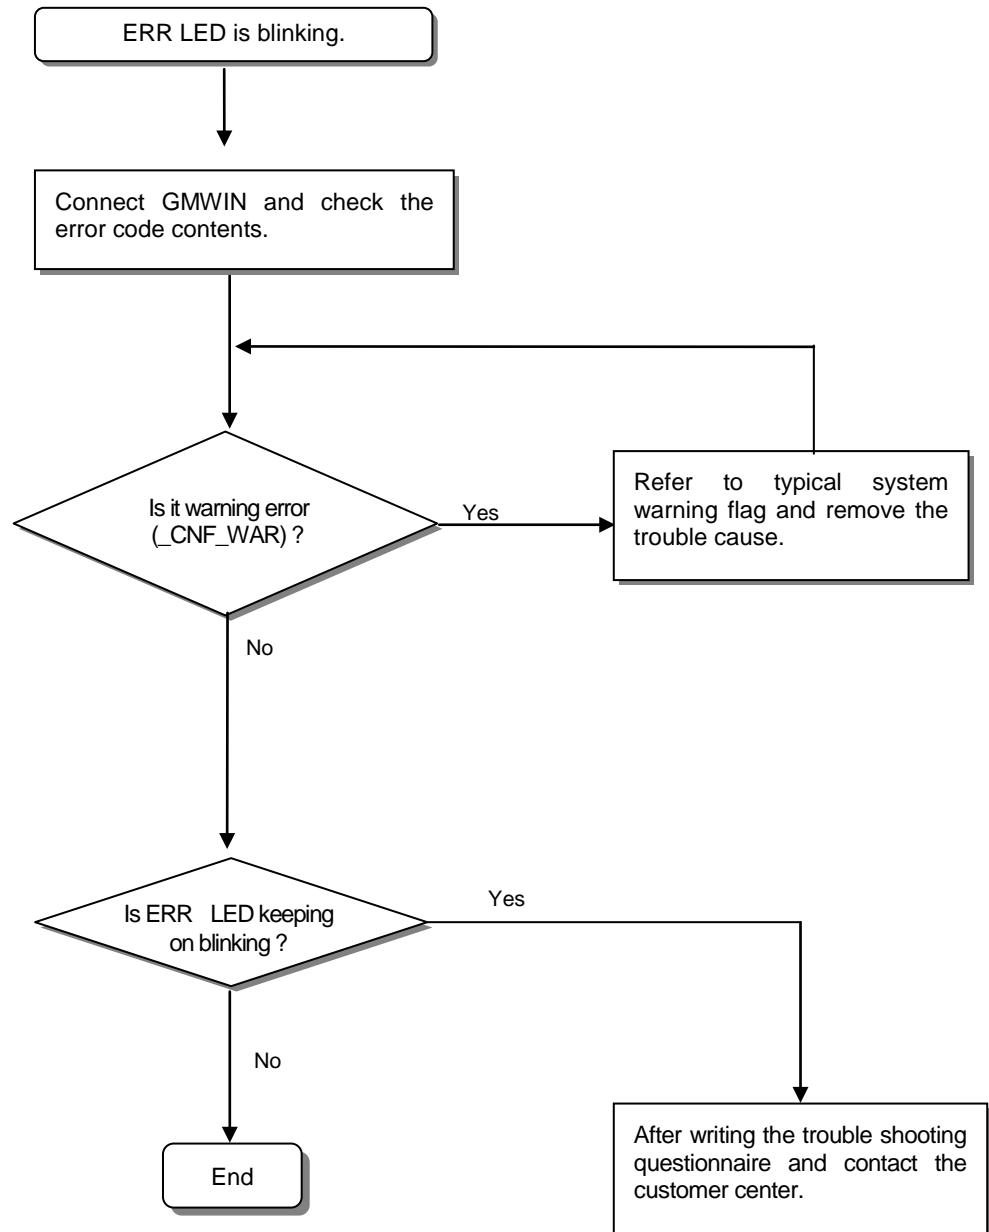 ERR LED is blinking.
Connect GMWIN and check the
error code contents.
Is it warning error
(_CNF_WAR) ?
Yes
Refer to typical system
warning flag and remove the
trouble cause.
No
Is ERR LED keeping
on blinking ?
Yes
No
End
After writing the trouble shooting
questionnaire and contact the
customer center.